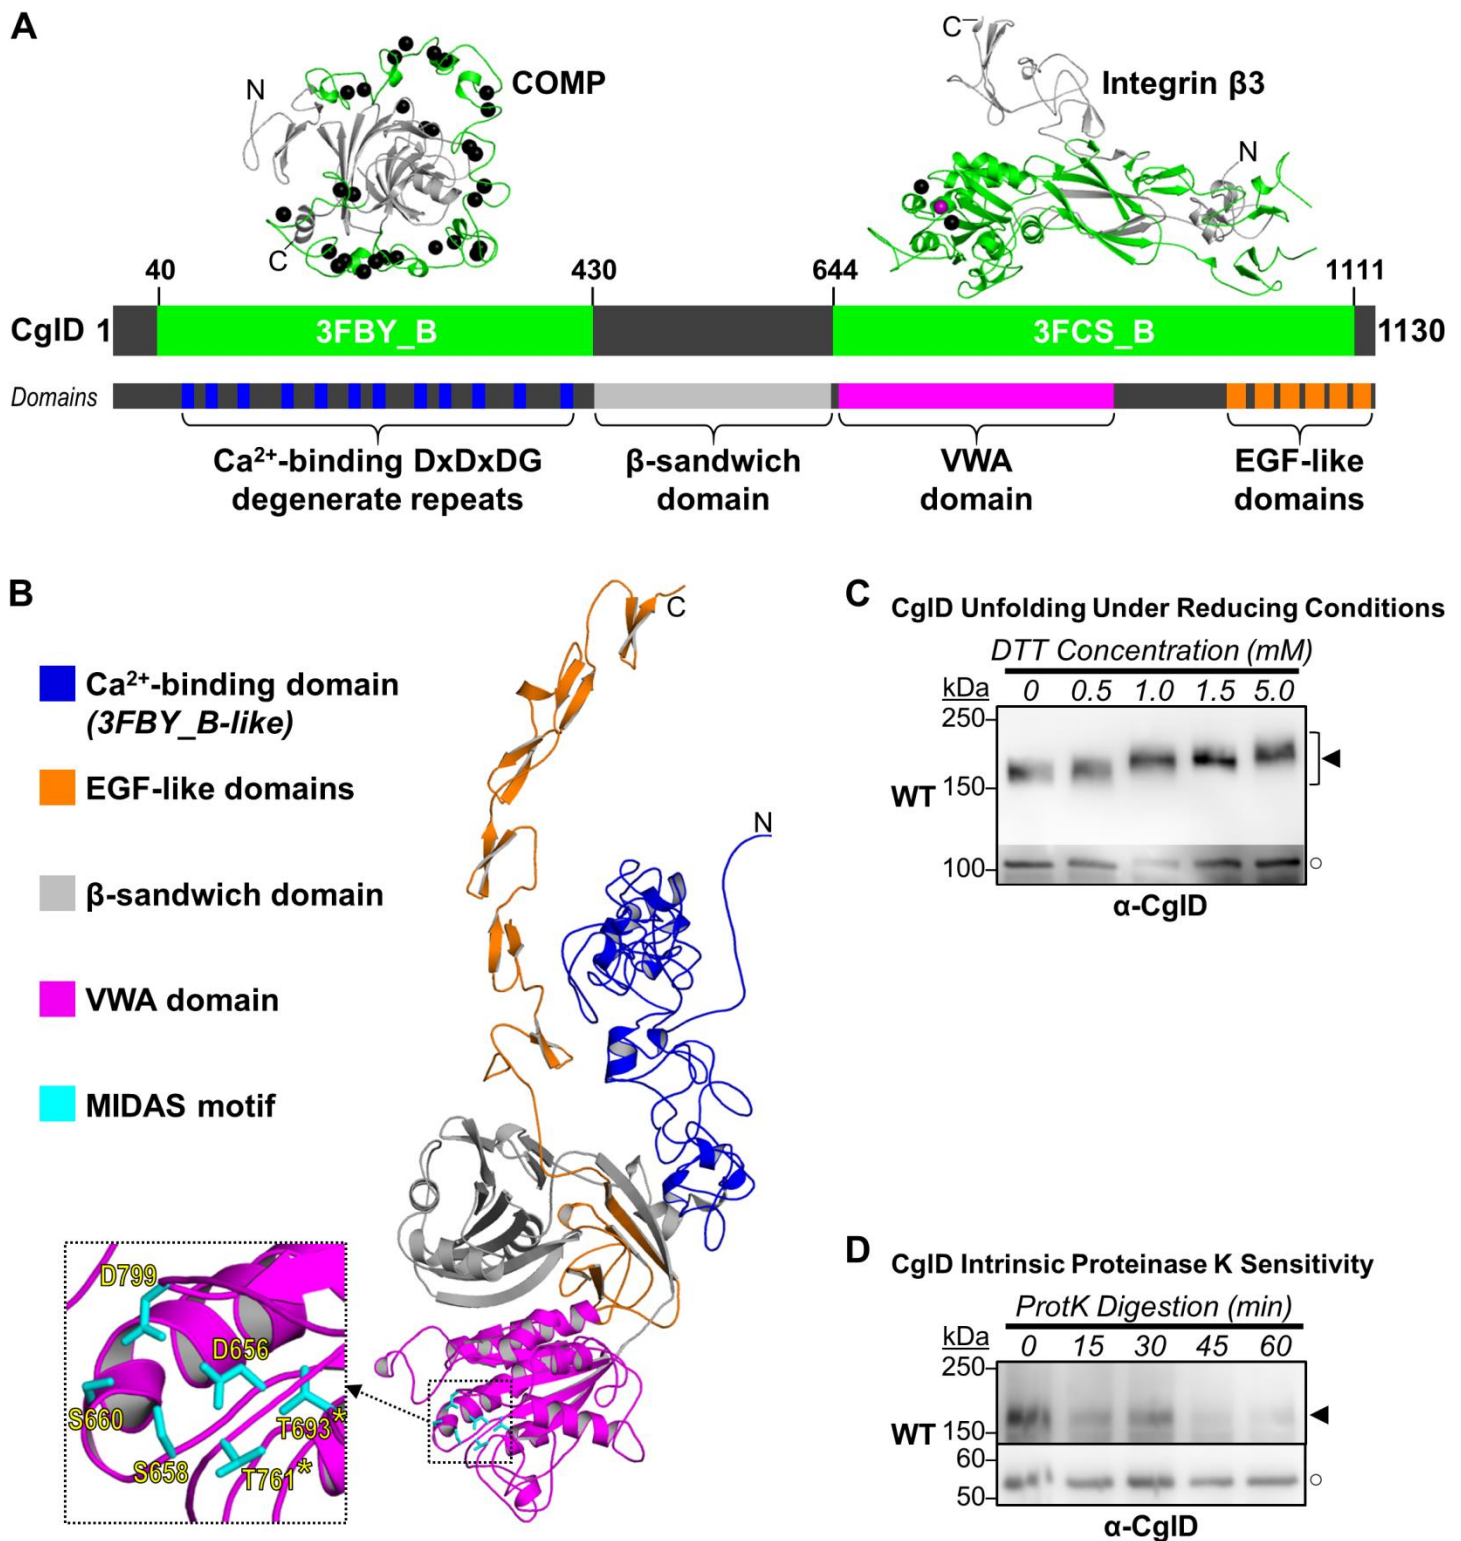 A
N
C
COMP
C
Integrin β3
N
40
430
644
1111
CglD 1
3FBY_B
3FCS_B
1130
Domains
Ca²⁺-binding DxDxDG
degenerate repeats
β-sandwich
domain
VWA
domain
EGF-like
domains
B
Ca²⁺-binding domain
(3FBY_B-like)
EGF-like domains
β-sandwich domain
VWA domain
MIDAS motif
C
N
D799
D656
S660
T693*
S658
T761*
C
CglD Unfolding Under Reducing Conditions
DTT Concentration (mM)
kDa
0 0.5 1.0 1.5 5.0
250
150
WT
100
α-CglD
D
CglD Intrinsic Proteinase K Sensitivity
ProtK Digestion (min)
kDa
0 15 30 45 60
250
150
WT
60
50
α-CglD